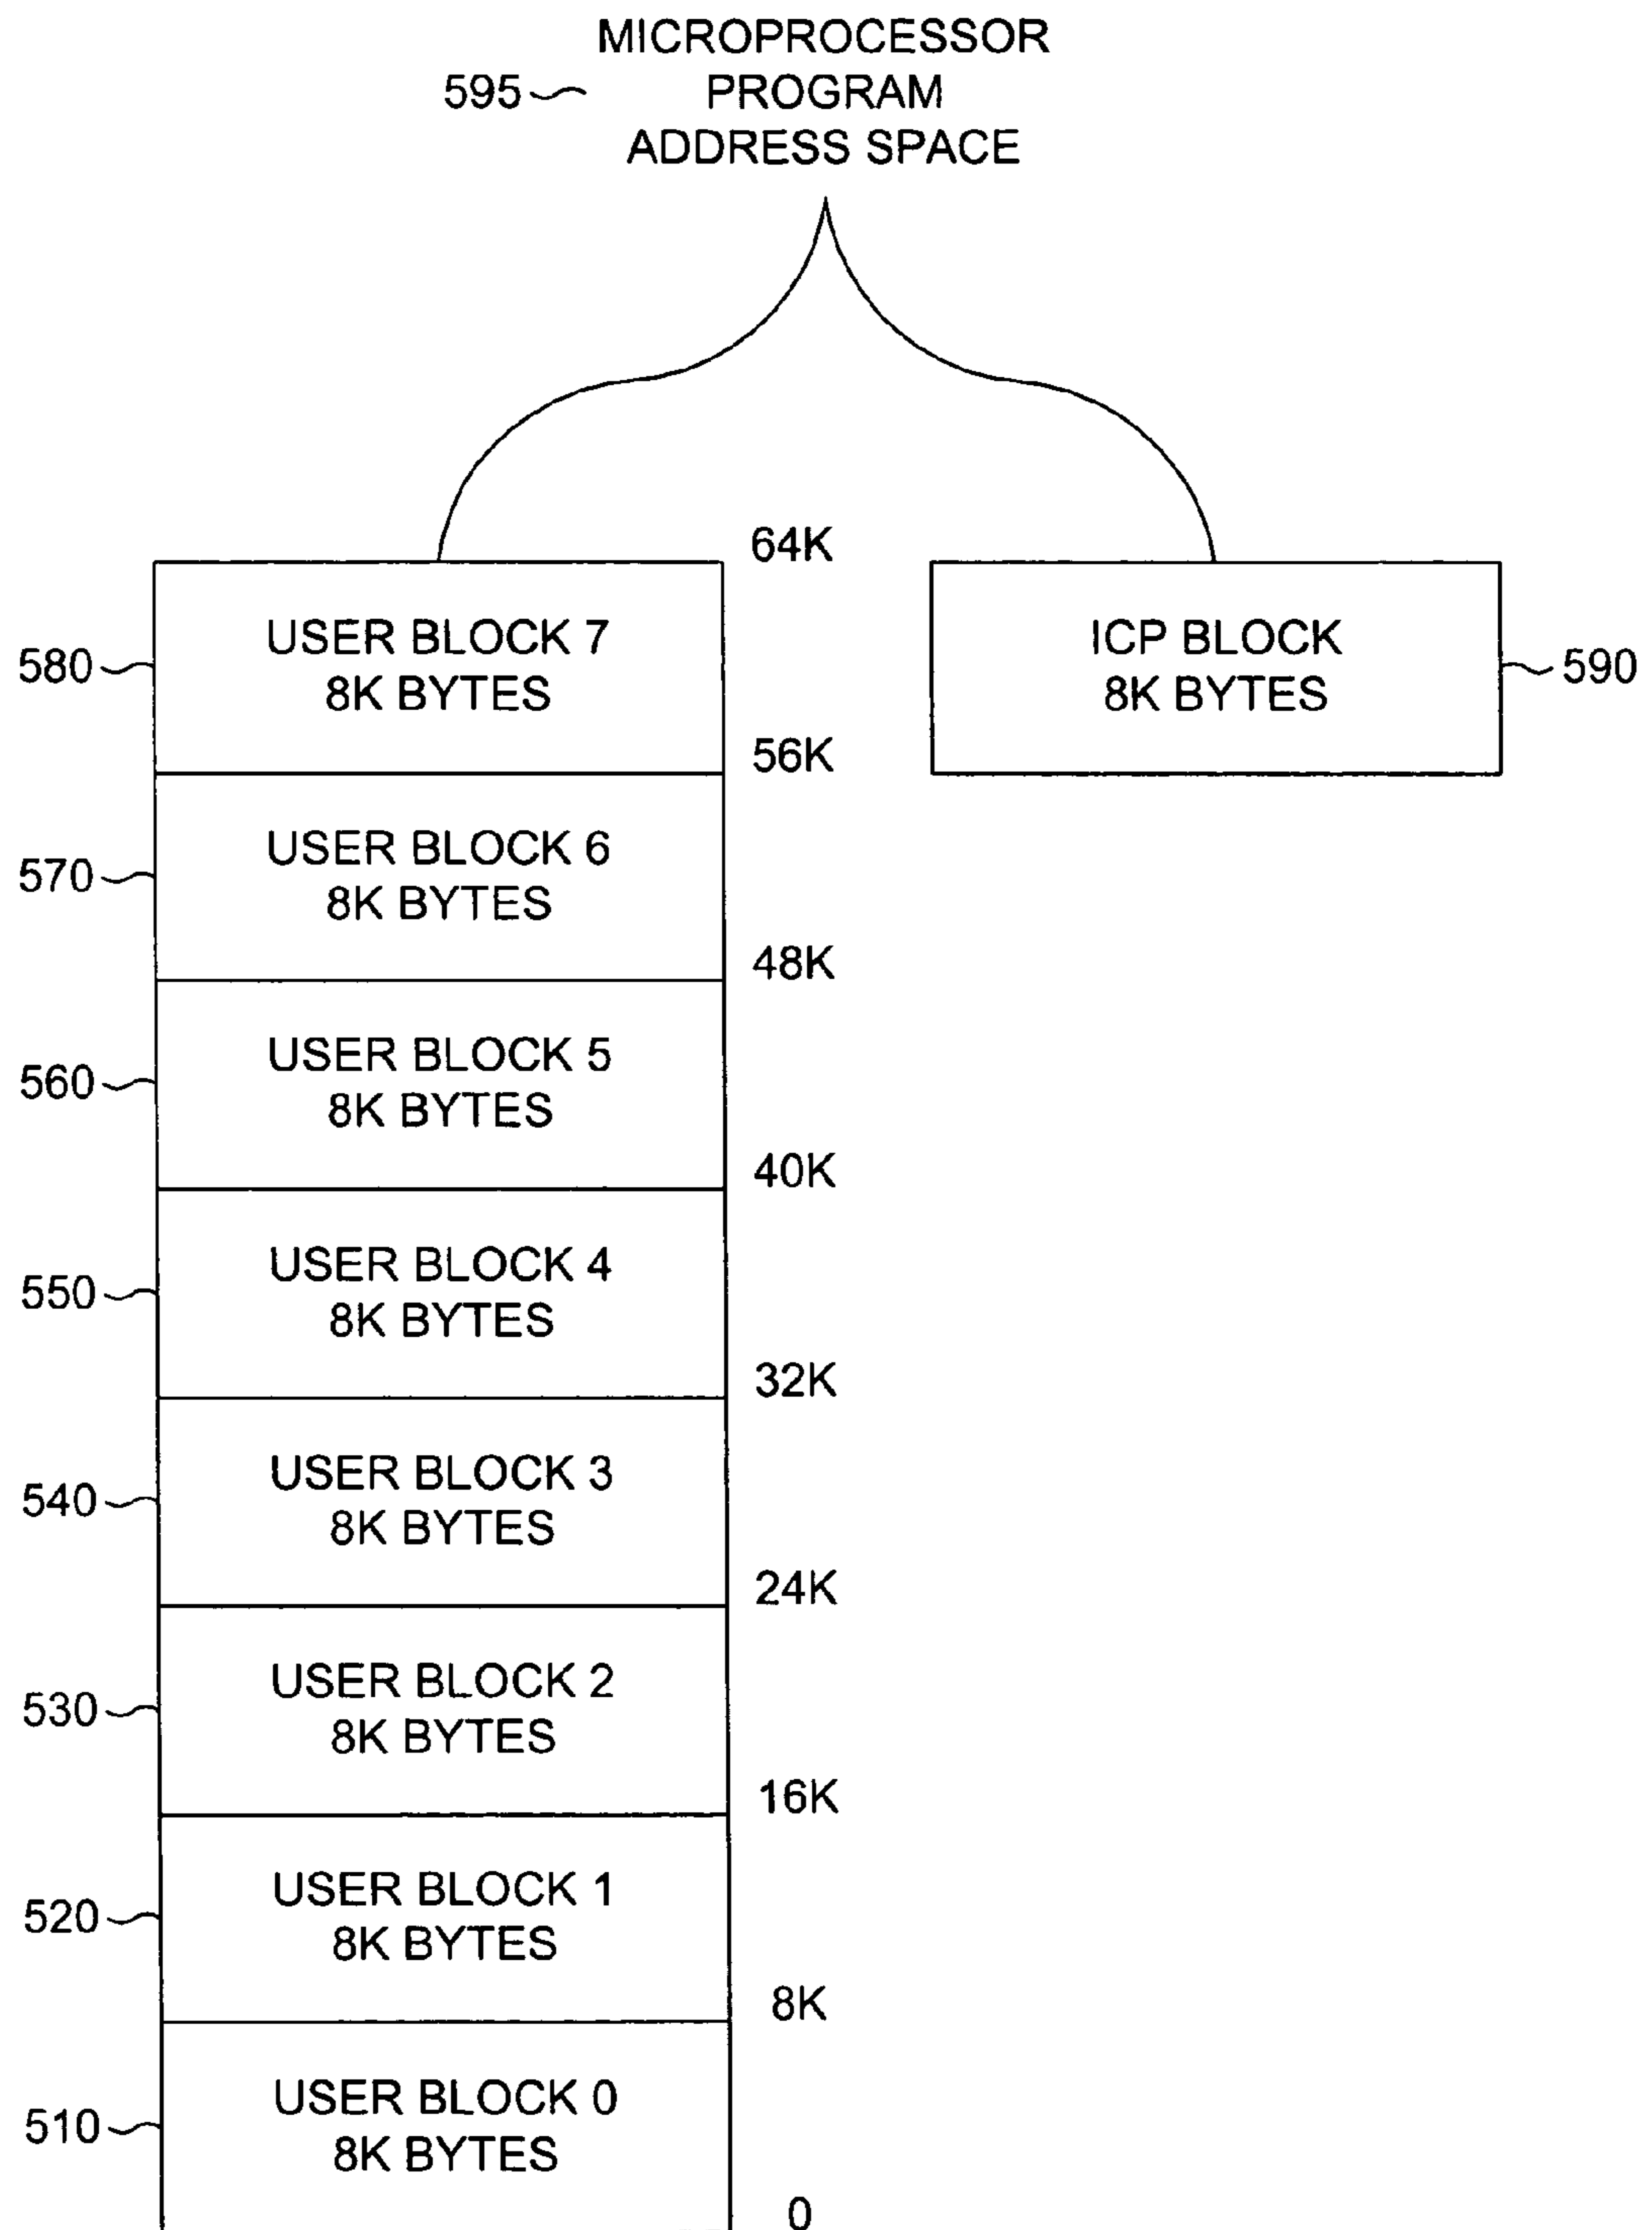 MICROPROCESSOR
595 PROGRAM
ADDRESS SPACE
64K
USER BLOCK 7
8K BYTES
580
ICP BLOCK
8K BYTES
590
56K
USER BLOCK 6
8K BYTES
570
48K
USER BLOCK 5
8K BYTES
560
40K
USER BLOCK 4
8K BYTES
550
32K
USER BLOCK 3
8K BYTES
540
24K
USER BLOCK 2
8K BYTES
530
16K
USER BLOCK 1
8K BYTES
520
8K
USER BLOCK 0
8K BYTES
510
0